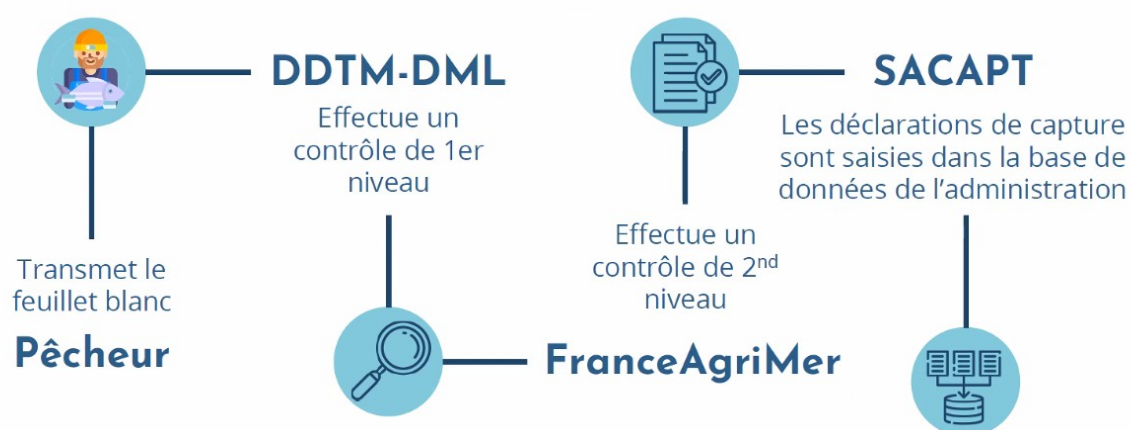 Transmet le
feuillet blanc
Pêcheur
DDTM-DML
Effectue un
contrôle de 1er
niveau
Effectue un
contrôle de 2nd
niveau
FranceAgriMer
SACAPT
Les déclarations de capture
sont saisies dans la base de
données de l’administration